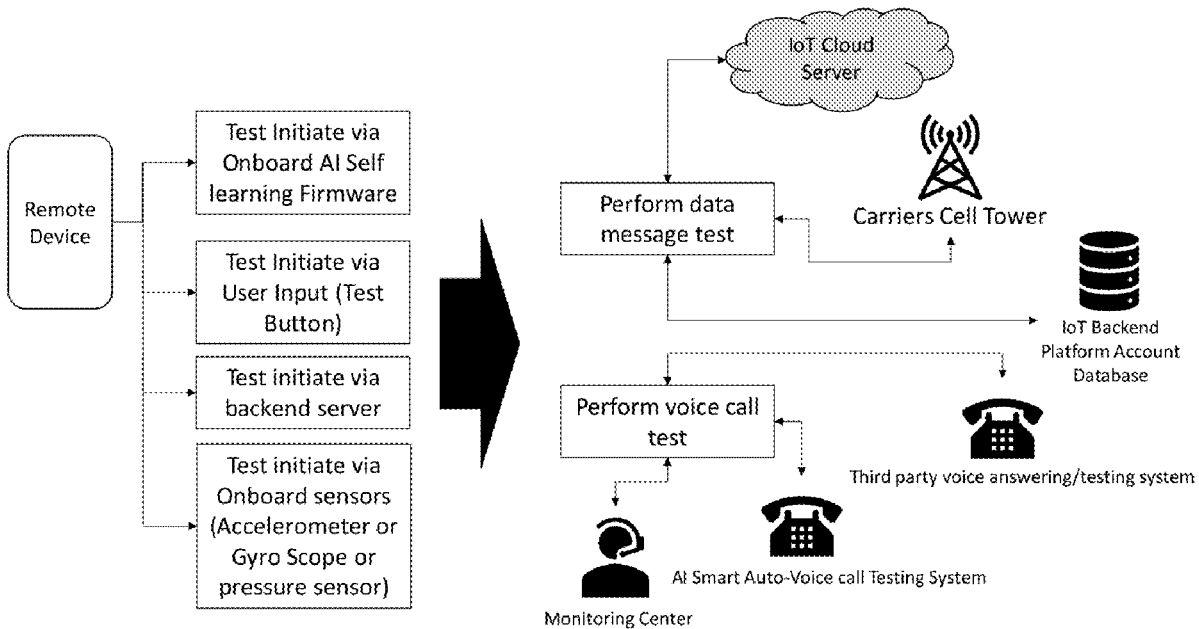 Remote
Device
Test Initiate via
Onboard AI Self
learning Firmware
Test Initiate via
User Input (Test
Button)
Test initiate via
backend server
Test initiate via
Onboard sensors
(Accelerometer or
Gyro Scope or
pressure sensor)
IoT Cloud
Server
Perform data
message test
Carriers Cell Tower
IoT Backend
Platform Account
Database
Perform voice call
test
Third party voice answering/testing system
AI Smart Auto-Voice call Testing System
Monitoring Center